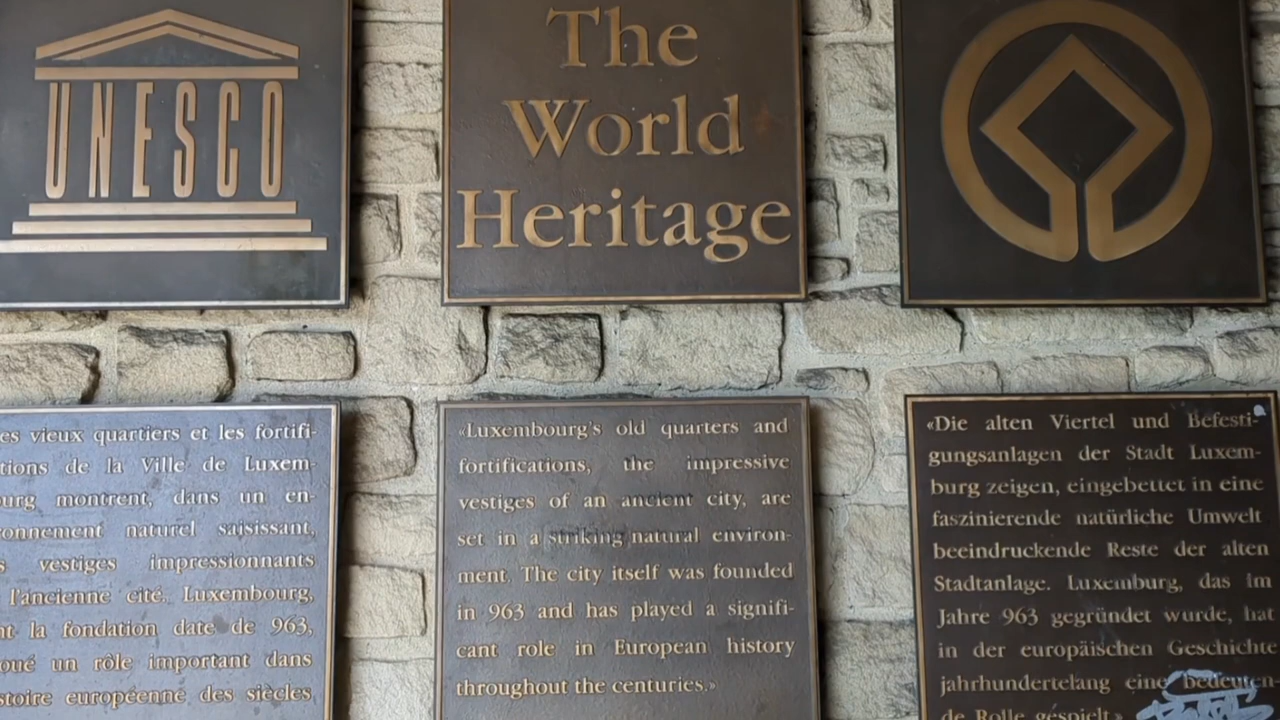 UNESCO
The
World
Heritage
es vieux quartiers et les fortifi-
tions de la Ville de Luxem-
urg montrent, dans un en-
onnement naturel saisissant,
s vestiges impressionnants
l'ancienne cité. Luxembourg,
nt la fondation date de 963,
oué un rôle important dans
stoire européenne des siècles
«Luxembourg's old quarters and
fortifications, the impressive
vestiges of an ancient city, are
set in a striking natural environ-
ment. The city itself was founded
in 963 and has played a signifi-
cant role in European history
throughout the centuries.»
«Die alten Viertel und Befesti-
gungsanlagen der Stadt Luxem-
burg zeigen, eingebettet in eine
faszinierende natürliche Umwelt
beeindruckende Reste der alten
Stadtanlage. Luxemburg, das im
Jahre 963 gegründet wurde, hat
in der europäischen Geschichte
jahrhundertelang eine bedeuten-
de Rolle gespielt.»